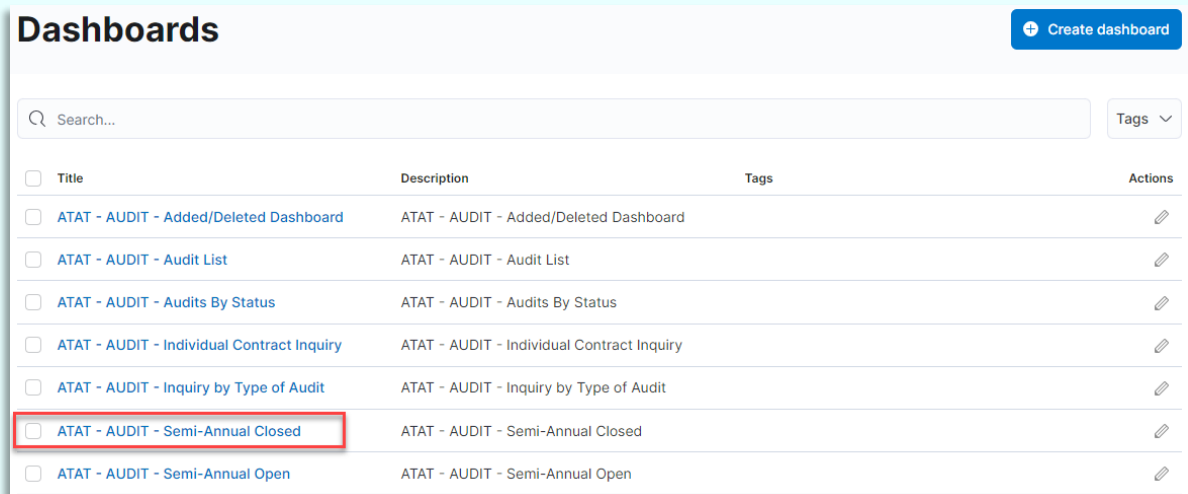 Dashboards
Create dashboard
Search...
Tags
Title Description Tags Actions
ATAT - AUDIT - Added/Deleted Dashboard ATAT - AUDIT - Added/Deleted Dashboard
ATAT - AUDIT - Audit List ATAT - AUDIT - Audit List
ATAT - AUDIT - Audits By Status ATAT - AUDIT - Audits By Status
ATAT - AUDIT - Individual Contract Inquiry ATAT - AUDIT - Individual Contract Inquiry
ATAT - AUDIT - Inquiry by Type of Audit ATAT - AUDIT - Inquiry by Type of Audit
ATAT - AUDIT - Semi-Annual Closed ATAT - AUDIT - Semi-Annual Closed
ATAT - AUDIT - Semi-Annual Open ATAT - AUDIT - Semi-Annual Open